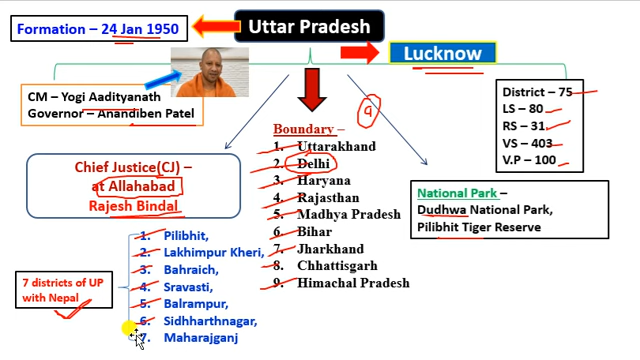 Formation – 24 Jan 1950
Uttar Pradesh
Lucknow
CM – Yogi Aadityanath
Governor – Anandiben Patel
District – 75
LS – 80
RS – 31
VS – 403
V.P – 100
9
Boundary –
1. Uttarakhand
2. Delhi
3. Haryana
4. Rajasthan
5. Madhya Pradesh
6. Bihar
7. Jharkhand
8. Chhattisgarh
9. Himachal Pradesh
Chief Justice(CJ) –
at Allahabad
Rajesh Bindal
National Park –
Dudhwa National Park,
Pilibhit Tiger Reserve
7 districts of UP
with Nepal
1. Pilibhit,
2. Lakhimpur Kheri,
3. Bahraich,
4. Sravasti,
5. Balrampur,
6. Sidhharthnagar,
7. Maharajganj